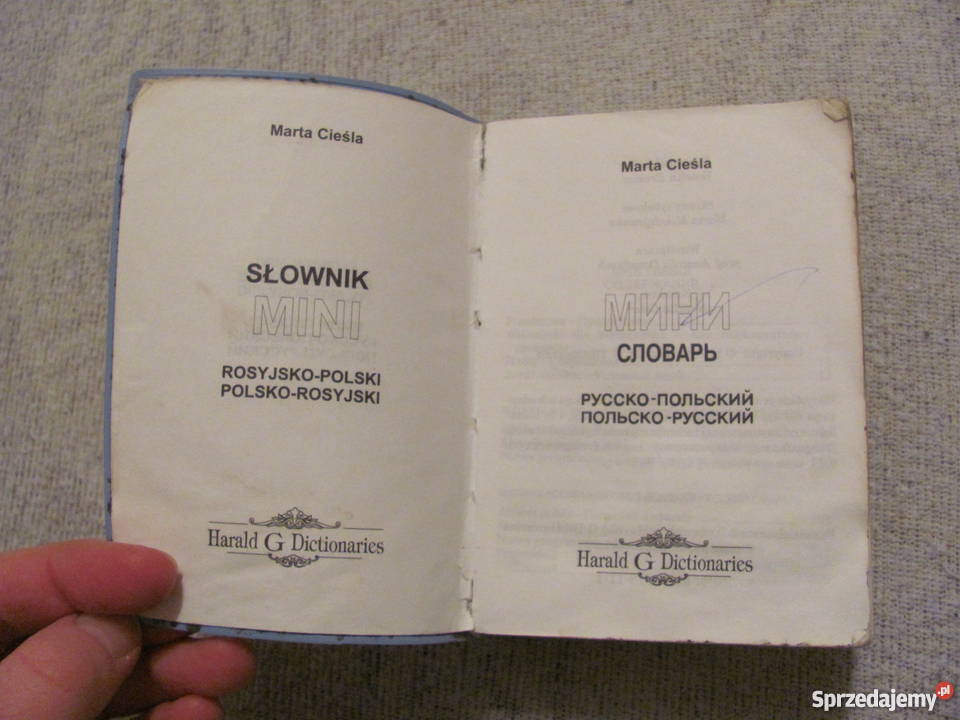 Marta Cieśla
SŁOWNIK
MINI
ROSYJSKO-POLSKI
POLSKO-ROSYJSKI
Harald G Dictionaries
Marta Cieśla
МИНИ
СЛОВАРЬ
РУССКО-ПОЛЬСКИЙ
ПОЛЬСКО-РУССКИЙ
Harald G Dictionaries
Sprzedajemy.pl